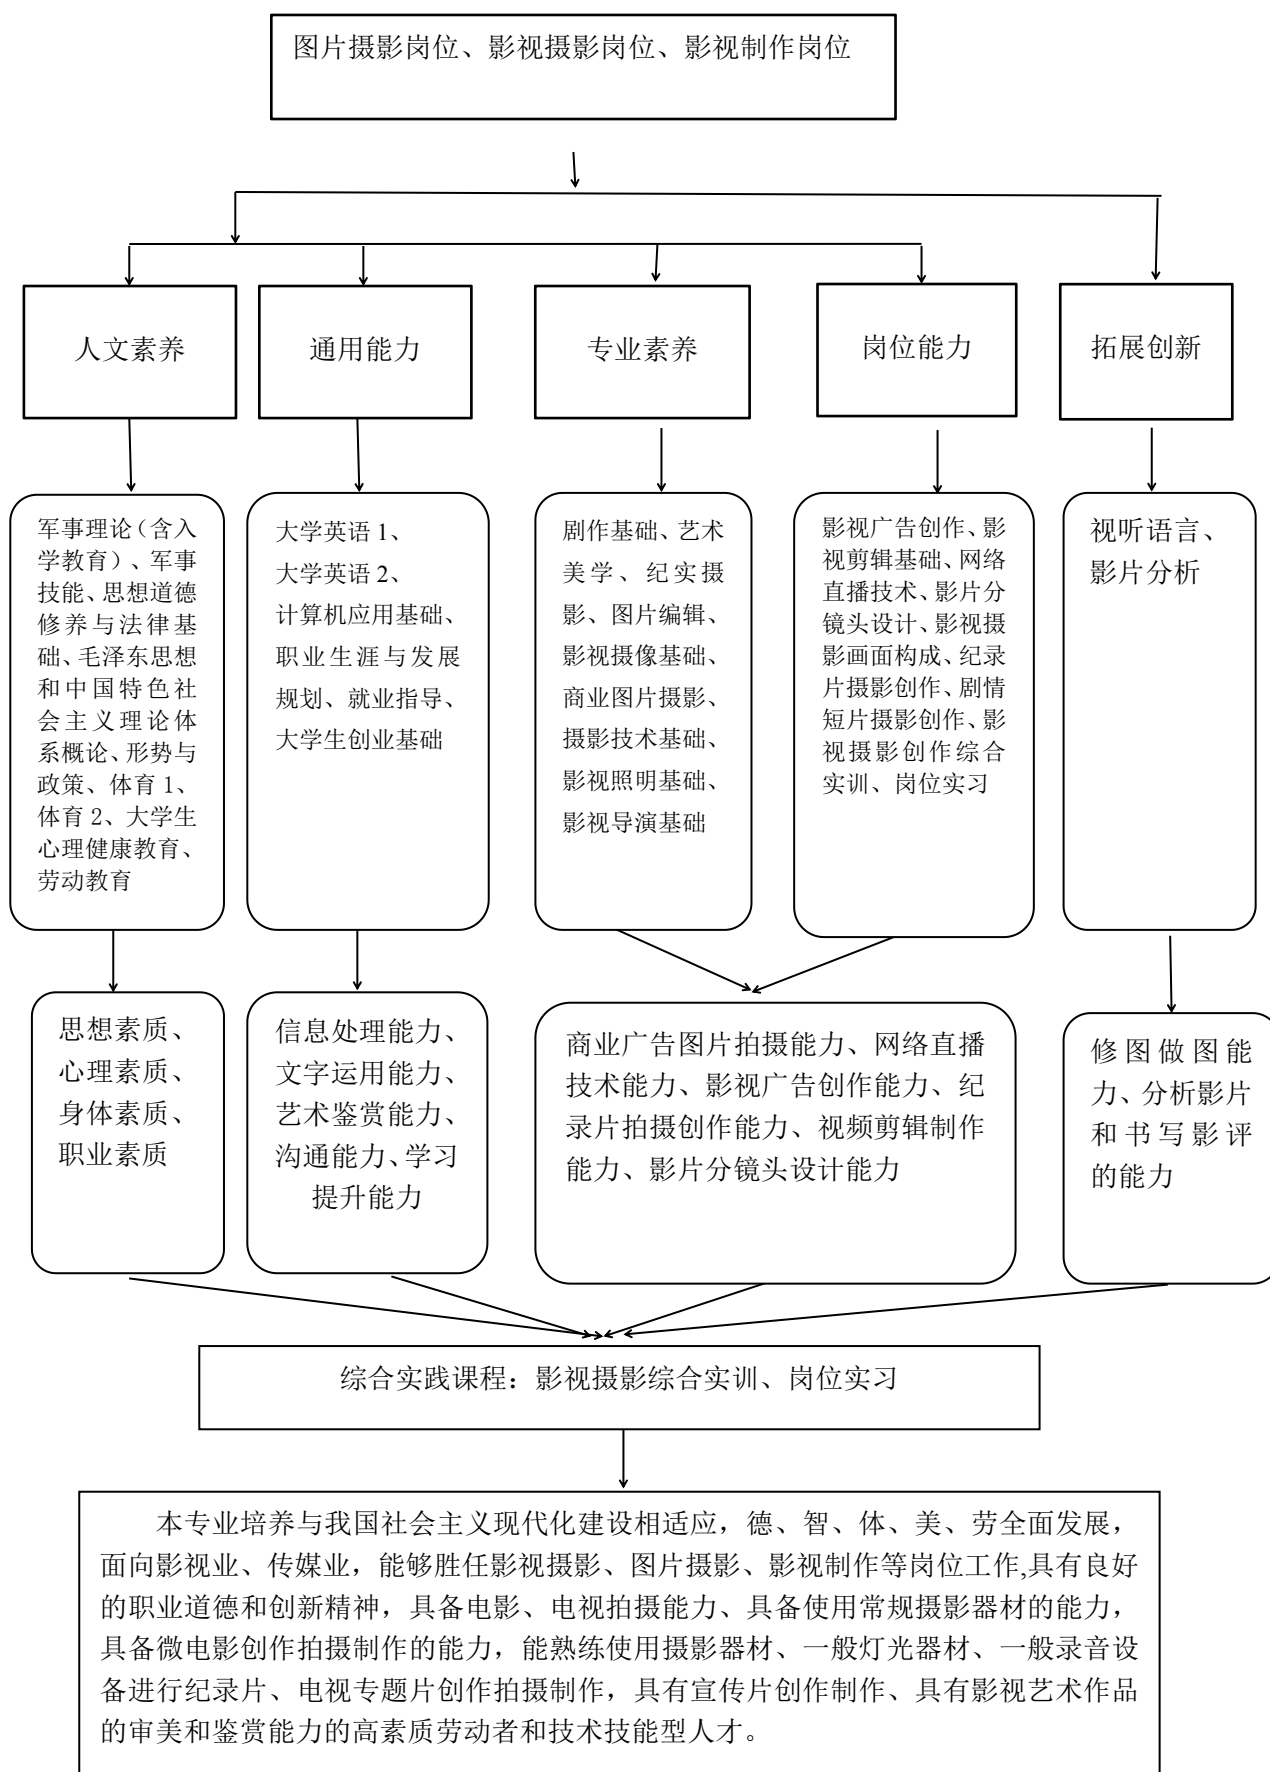 图片摄影岗位、影视摄影岗位、影视制作岗位
人文素养
通用能力
专业素养
岗位能力
拓展创新
军事理论（含入
学教育）、军事
技能、思想道德
修养与法律基
础、毛泽东思想
和中国特色社
会主义理论体
系概论、形势与
政策、体育 1、
体育 2、大学生
心理健康教育、
劳动教育
大学英语 1、
大学英语 2、
计算机应用基础、
职业生涯与发展
规划、就业指导、
大学生创业基础
剧作基础、艺术
美学、纪实摄
影、图片编辑、
影视摄像基础、
商业图片摄影、
摄影技术基础、
影视照明基础、
影视导演基础
影视广告创作、影
视剪辑基础、网络
直播技术、影片分
镜头设计、影视摄
影画面构成、纪录
片摄影创作、剧情
短片摄影创作、影
视摄影创作综合
实训、岗位实习
视听语言、
影片分析
思想素质、
心理素质、
身体素质、
职业素质
信息处理能力、
文字运用能力、
艺术鉴赏能力、
沟通能力、学习
提升能力
商业广告图片拍摄能力、网络直播
技术能力、影视广告创作能力、纪
录片拍摄创作能力、视频剪辑制作
能力、影片分镜头设计能力
修图做图能
力、分析影片
和书写影评
的能力
综合实践课程：影视摄影综合实训、岗位实习
本专业培养与我国社会主义现代化建设相适应，德、智、体、美、劳全面发展，
面向影视业、传媒业，能够胜任影视摄影、图片摄影、影视制作等岗位工作,具有良好
的职业道德和创新精神，具备电影、电视拍摄能力、具备使用常规摄影器材的能力，
具备微电影创作拍摄制作的能力，能熟练使用摄影器材、一般灯光器材、一般录音设
备进行纪录片、电视专题片创作拍摄制作，具有宣传片创作制作、具有影视艺术作品
的审美和鉴赏能力的高素质劳动者和技术技能型人才。